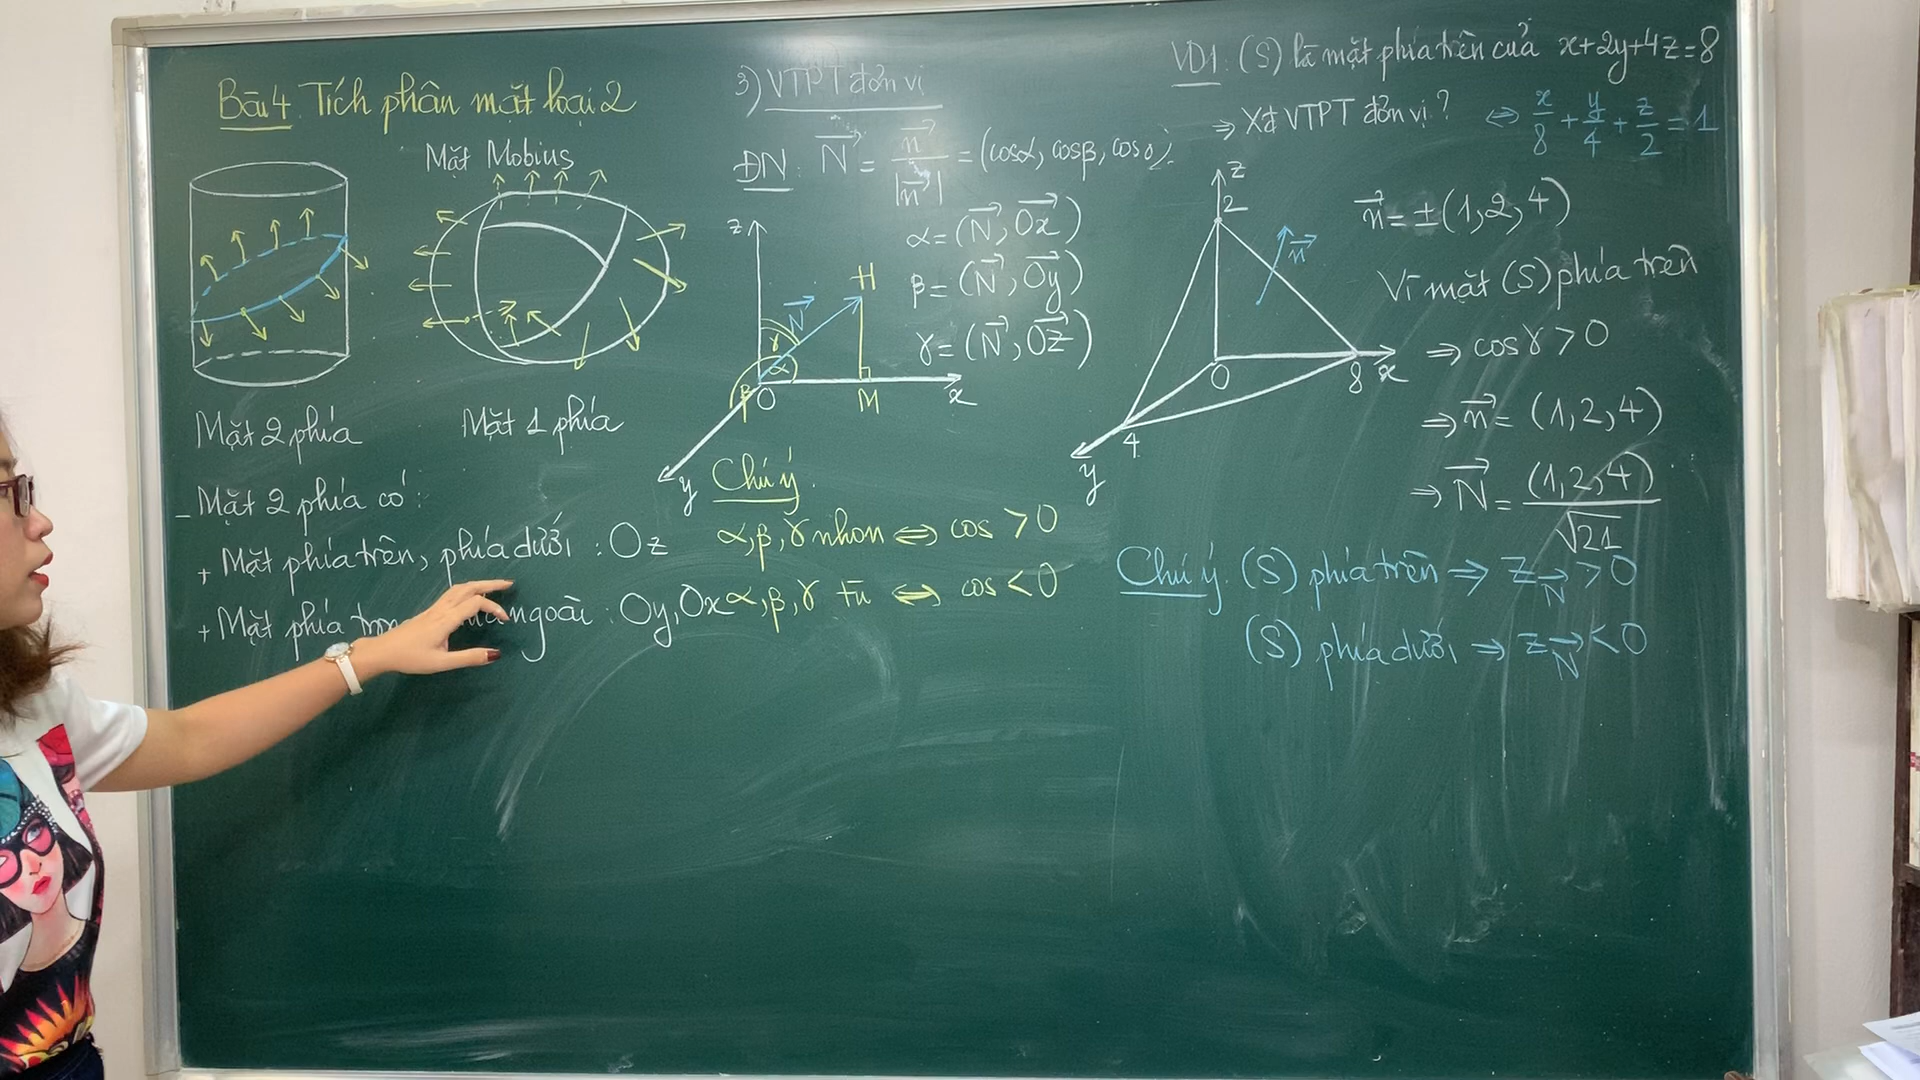 Bài 4. Tích phân mặt loại 2
Mặt Mobius
Mặt 2 phía
Mặt 1 phía
- Mặt 2 phía có:
+ Mặt phía trên, phía dưới : Oz
+ Mặt phía ngoài : Oy, Ox
3) VTPT đơn vị
ĐN: N⃗ = n⃗/|n⃗| = (cosα, cosβ, cosγ).
α = (N⃗, Ox⃗)
β = (N⃗, Oy⃗)
γ = (N⃗, Oz⃗)
z
H
N⃗
γ
α
β
O
M
x
y
Chú ý.
α, β, γ nhọn ⇔ cos > 0
α, β, γ tù ⇔ cos < 0
VD1: (S) là mặt phía trên của x+2y+4z=8
⇒ Xđ VTPT đơn vị ? ⇔ x/8 + y/4 + z/2 = 1
z
2
n⃗
O
8
x
4
y
n⃗ = ±(1,2,4)
Vì mặt (S) phía trên
⇒ cosγ > 0
⇒ n⃗ = (1,2,4)
⇒ N⃗ = (1,2,4)/√21
Chú ý. (S) phía trên ⇒ z_N⃗ > 0
(S) phía dưới ⇒ z_N⃗ < 0